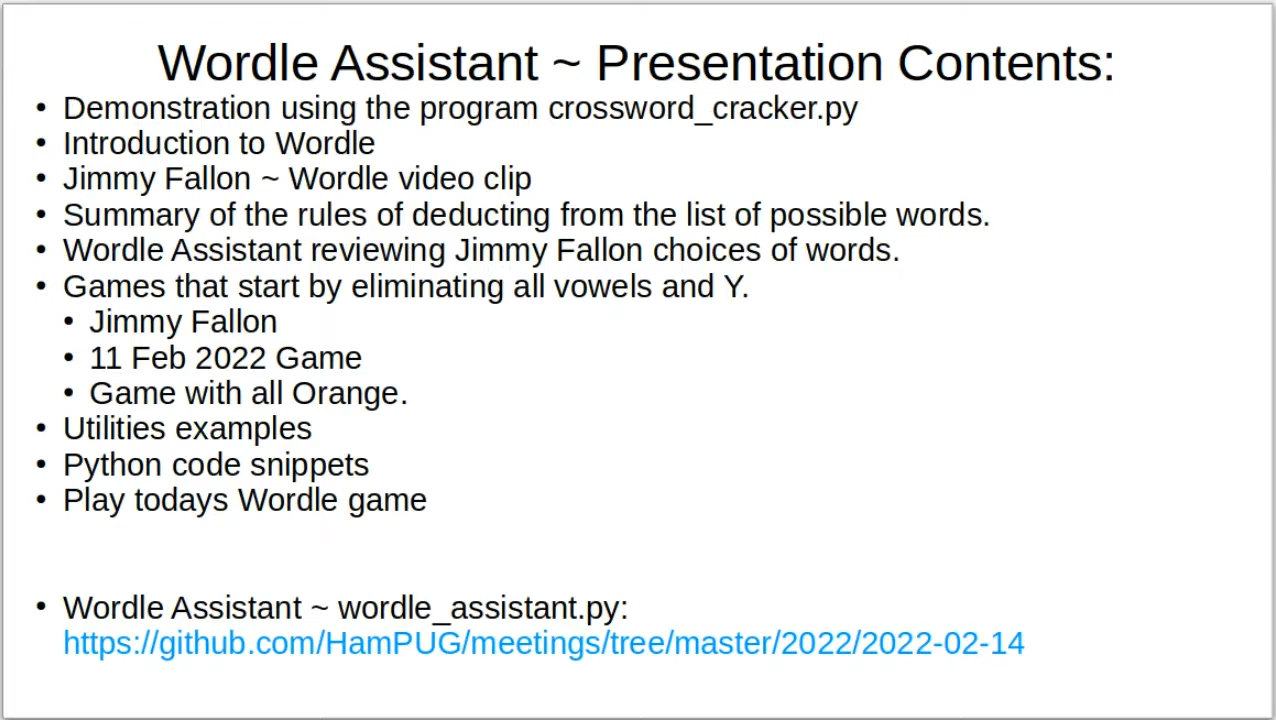 Wordle Assistant ~ Presentation Contents:
• Demonstration using the program crossword_cracker.py
• Introduction to Wordle
• Jimmy Fallon ~ Wordle video clip
• Summary of the rules of deducting from the list of possible words.
• Wordle Assistant reviewing Jimmy Fallon choices of words.
• Games that start by eliminating all vowels and Y.
• Jimmy Fallon
• 11 Feb 2022 Game
• Game with all Orange.
• Utilities examples
• Python code snippets
• Play todays Wordle game
• Wordle Assistant ~ wordle_assistant.py:
https://github.com/HamPUG/meetings/tree/master/2022/2022-02-14